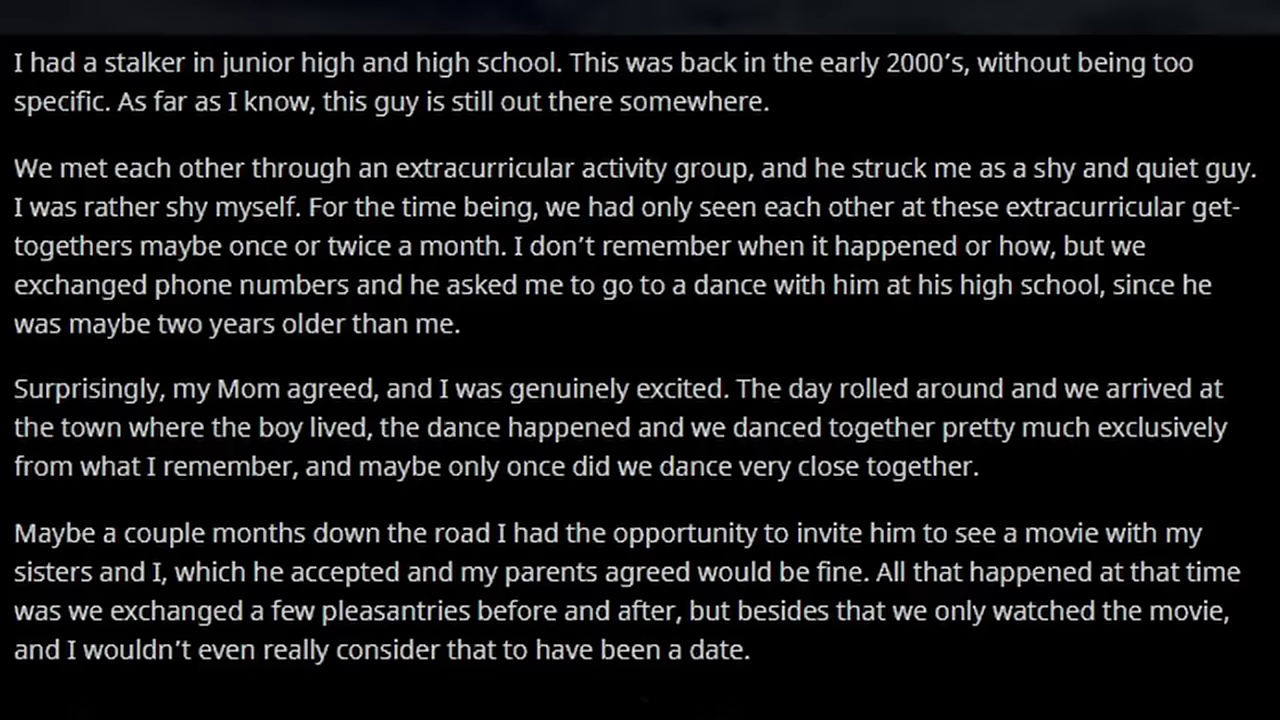 I had a stalker in junior high and high school. This was back in the early 2000’s, without being too
specific. As far as I know, this guy is still out there somewhere.
We met each other through an extracurricular activity group, and he struck me as a shy and quiet guy.
I was rather shy myself. For the time being, we had only seen each other at these extracurricular get-
togethers maybe once or twice a month. I don’t remember when it happened or how, but we
exchanged phone numbers and he asked me to go to a dance with him at his high school, since he
was maybe two years older than me.
Surprisingly, my Mom agreed, and I was genuinely excited. The day rolled around and we arrived at
the town where the boy lived, the dance happened and we danced together pretty much exclusively
from what I remember, and maybe only once did we dance very close together.
Maybe a couple months down the road I had the opportunity to invite him to see a movie with my
sisters and I, which he accepted and my parents agreed would be fine. All that happened at that time
was we exchanged a few pleasantries before and after, but besides that we only watched the movie,
and I wouldn’t even really consider that to have been a date.